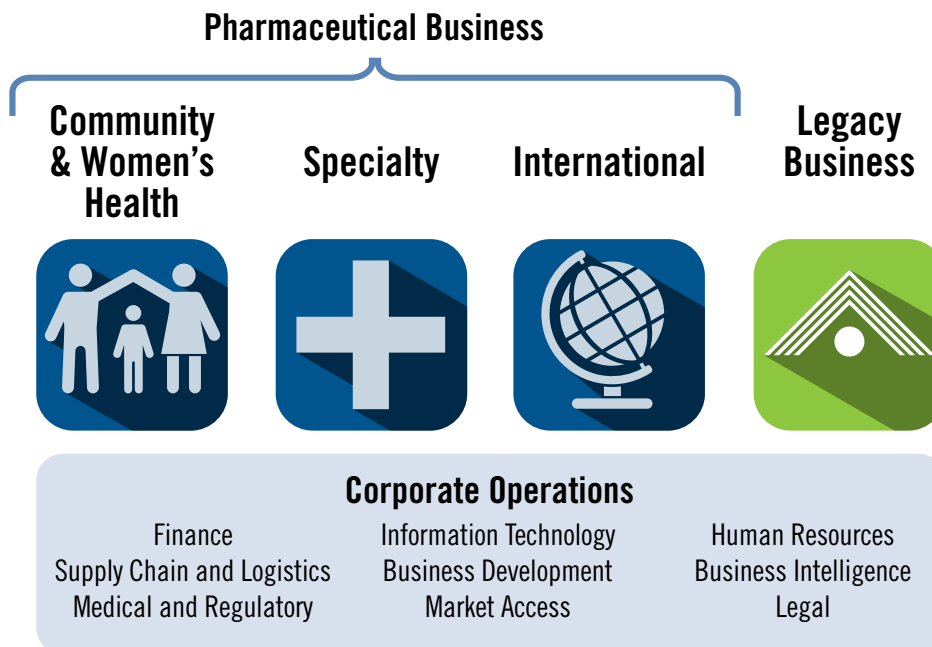 Pharmaceutical Business
Community
& Women's
Health
Specialty
International
Legacy
Business
Corporate Operations
Finance
Supply Chain and Logistics
Medical and Regulatory
Information Technology
Business Development
Market Access
Human Resources
Business Intelligence
Legal